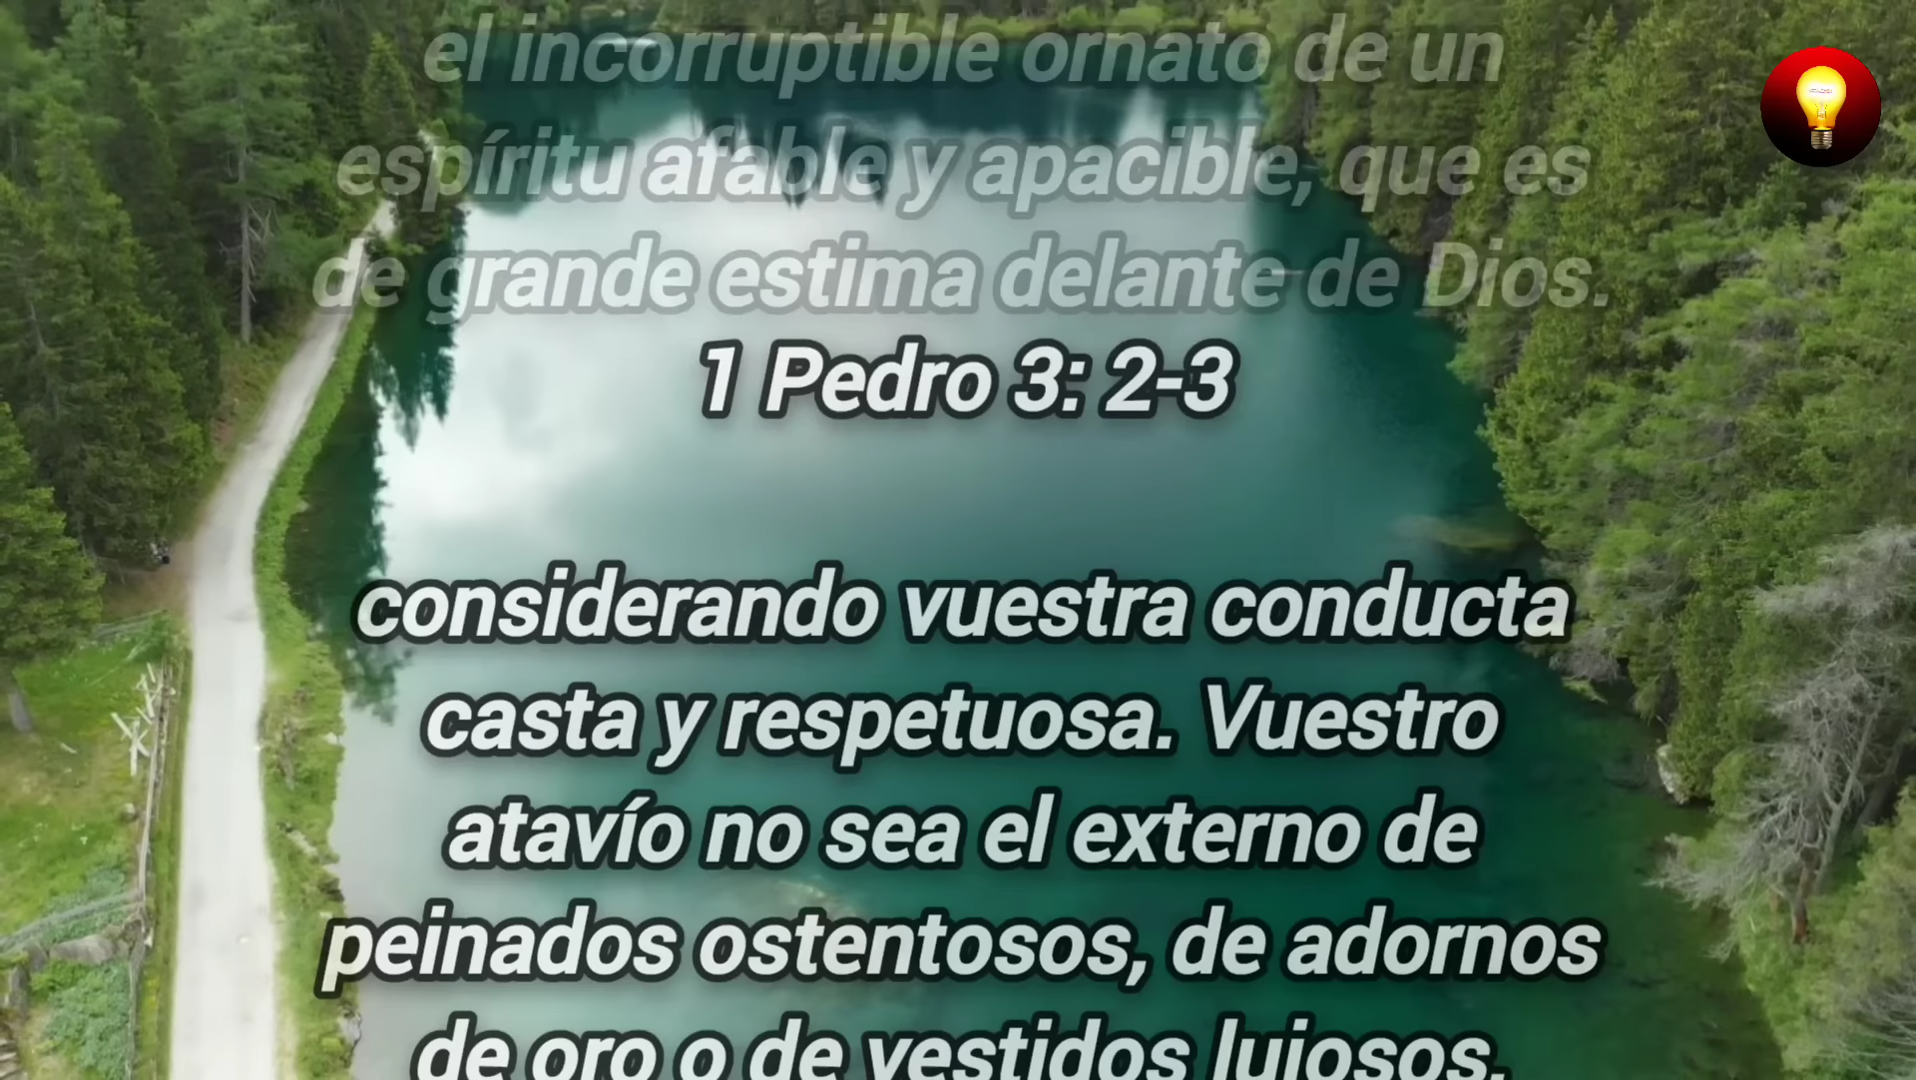 el incorruptible ornato de un
espíritu afable y apacible, que es
de grande estima delante de Dios.
1 Pedro 3: 2-3
considerando vuestra conducta
casta y respetuosa. Vuestro
atavío no sea el externo de
peinados ostentosos, de adornos
de oro o de vestidos lujosos,